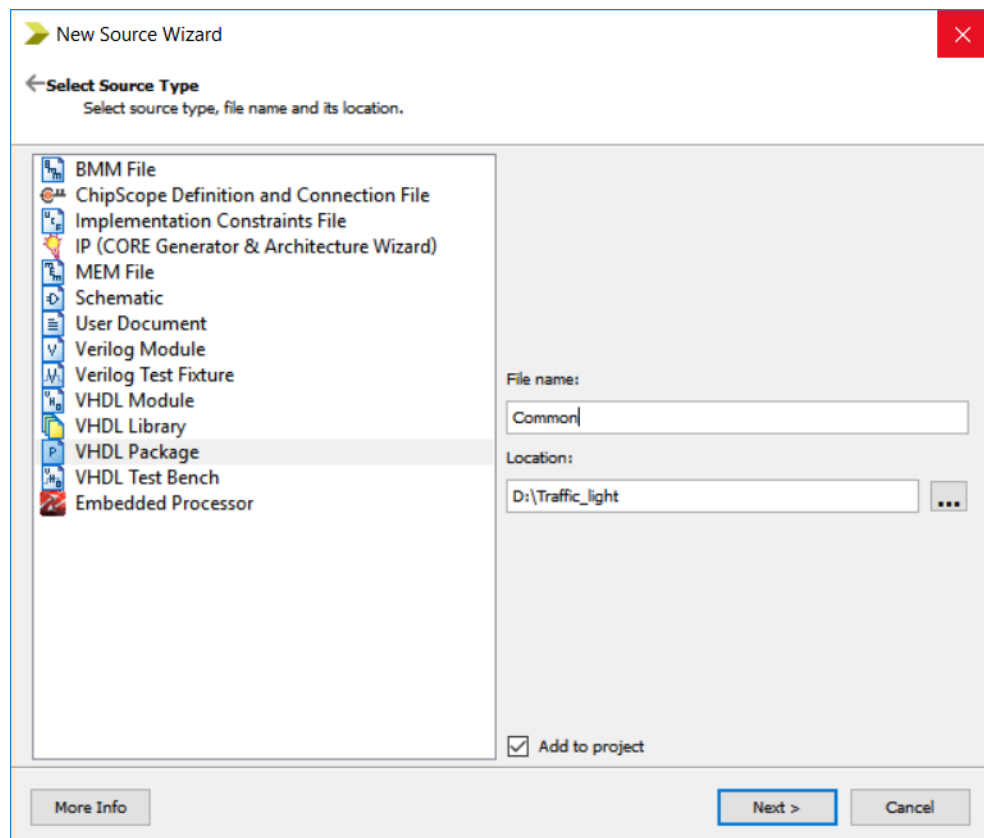 New Source Wizard
Select Source Type
Select source type, file name and its location.
BMM File
ChipScope Definition and Connection File
Implementation Constraints File
IP (CORE Generator & Architecture Wizard)
MEM File
Schematic
User Document
Verilog Module
Verilog Test Fixture
VHDL Module
VHDL Library
VHDL Package
VHDL Test Bench
Embedded Processor
File name:
Common
Location:
D:\Traffic_light
...
Add to project
More Info
Next >
Cancel